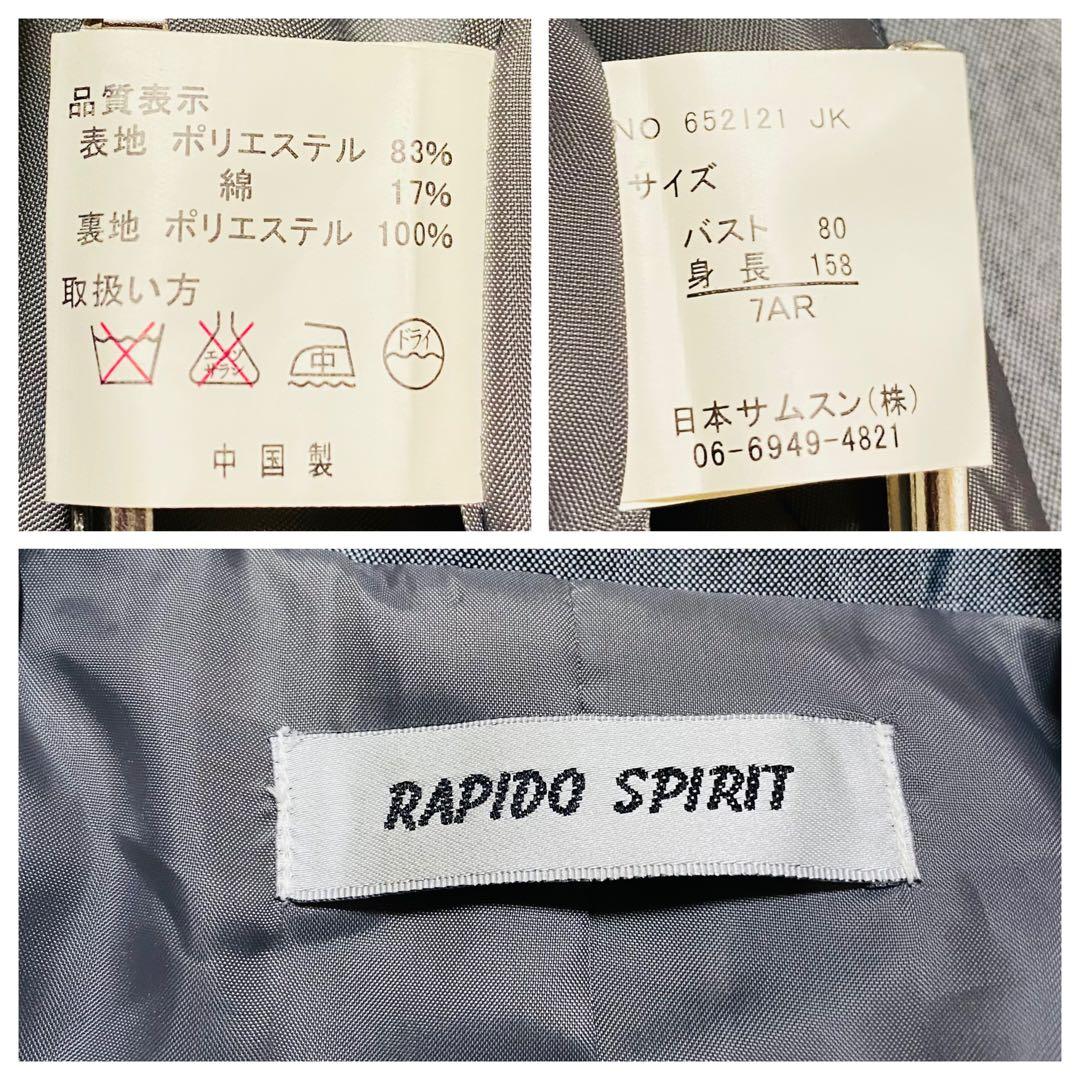 品質表示
表地 ポリエステル 83%
綿 17%
裏地 ポリエステル 100%
取扱い方
エンソ
サラシ
中
ドライ
中国製
NO 652121 JK
サイズ
バスト 80
身長 158
7AR
日本サムスン(株)
06-6949-4821
RAPIDO SPIRIT